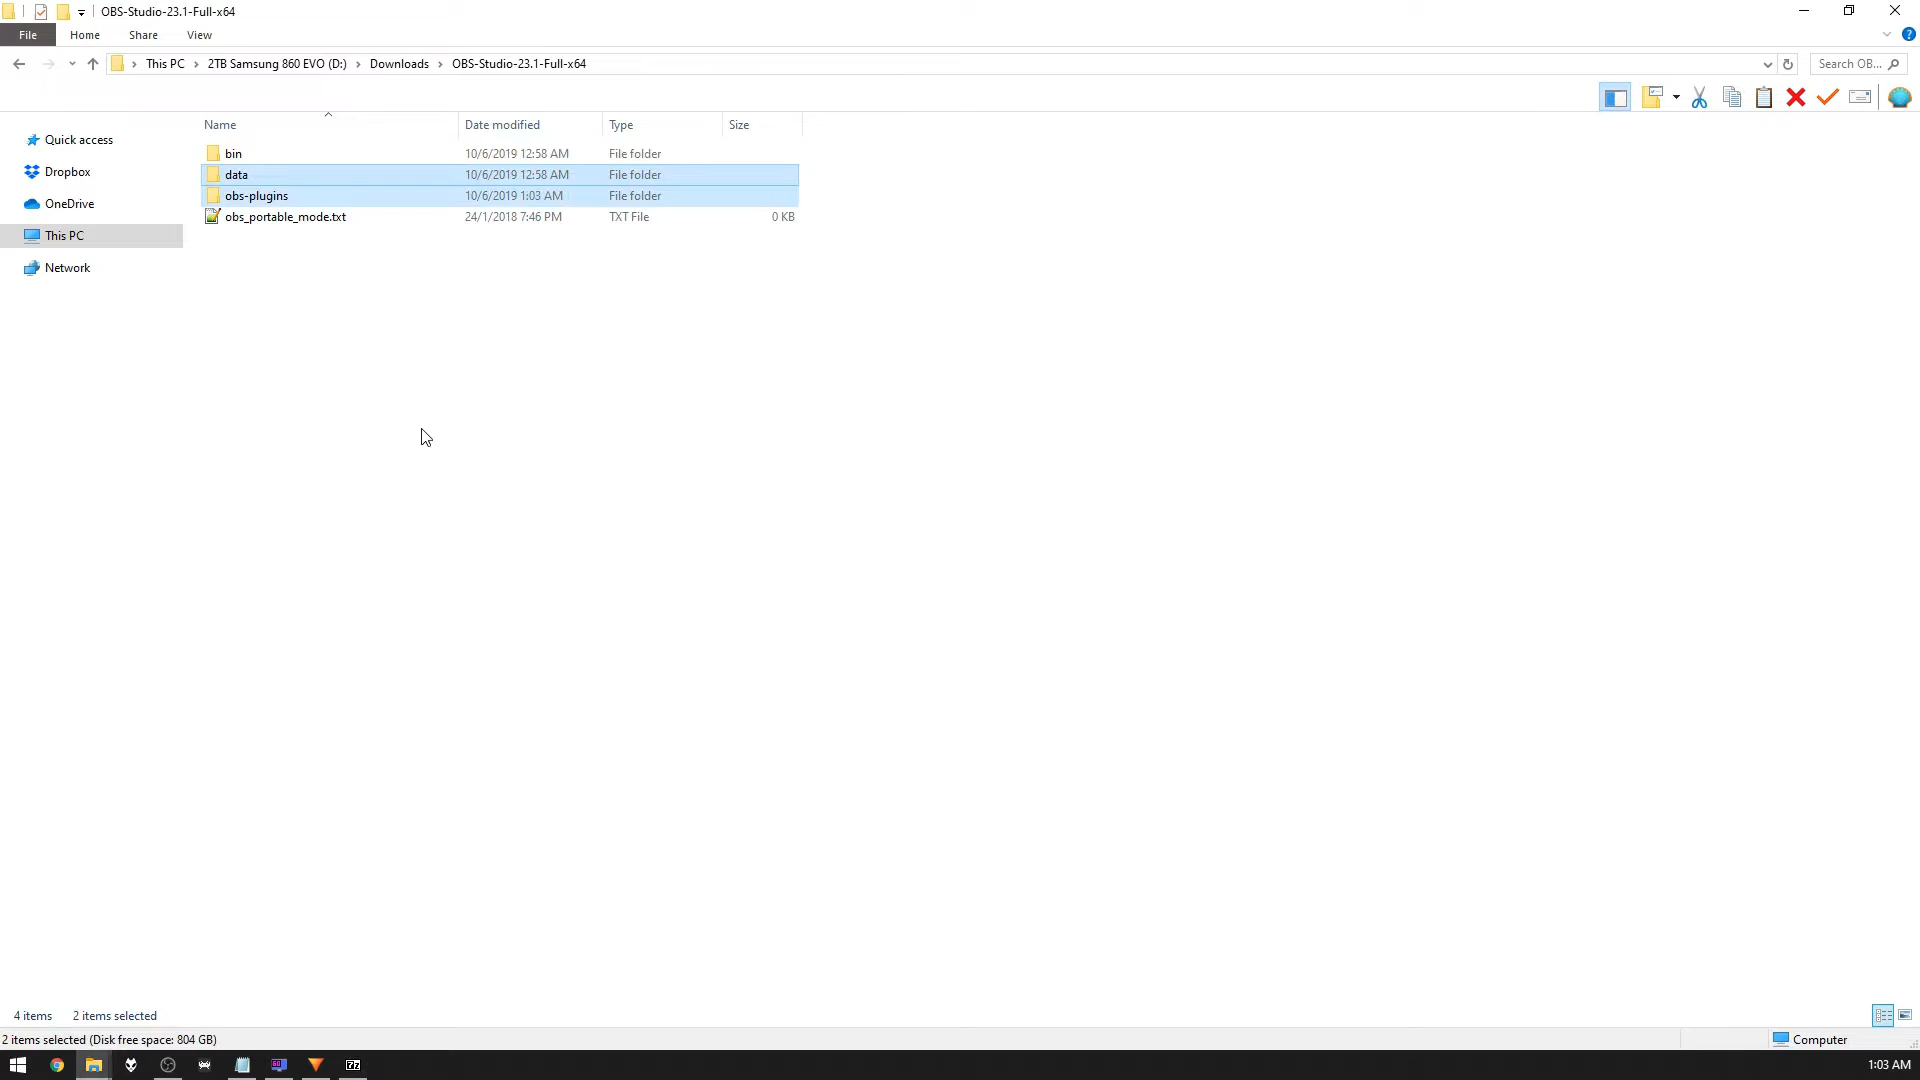 OBS-Studio-23.1-Full-x64
File Home Share View
This PC 2TB Samsung 860 EVO (D:) Downloads OBS-Studio-23.1-Full-x64 Search OB...
Name Date modified Type Size
Quick access
Dropbox
OneDrive
This PC
Network
bin 10/6/2019 12:58 AM File folder
data 10/6/2019 12:58 AM File folder
obs-plugins 10/6/2019 1:03 AM File folder
obs_portable_mode.txt 24/1/2018 7:46 PM TXT File 0 KB
4 items 2 items selected
2 items selected (Disk free space: 804 GB) Computer
1:03 AM